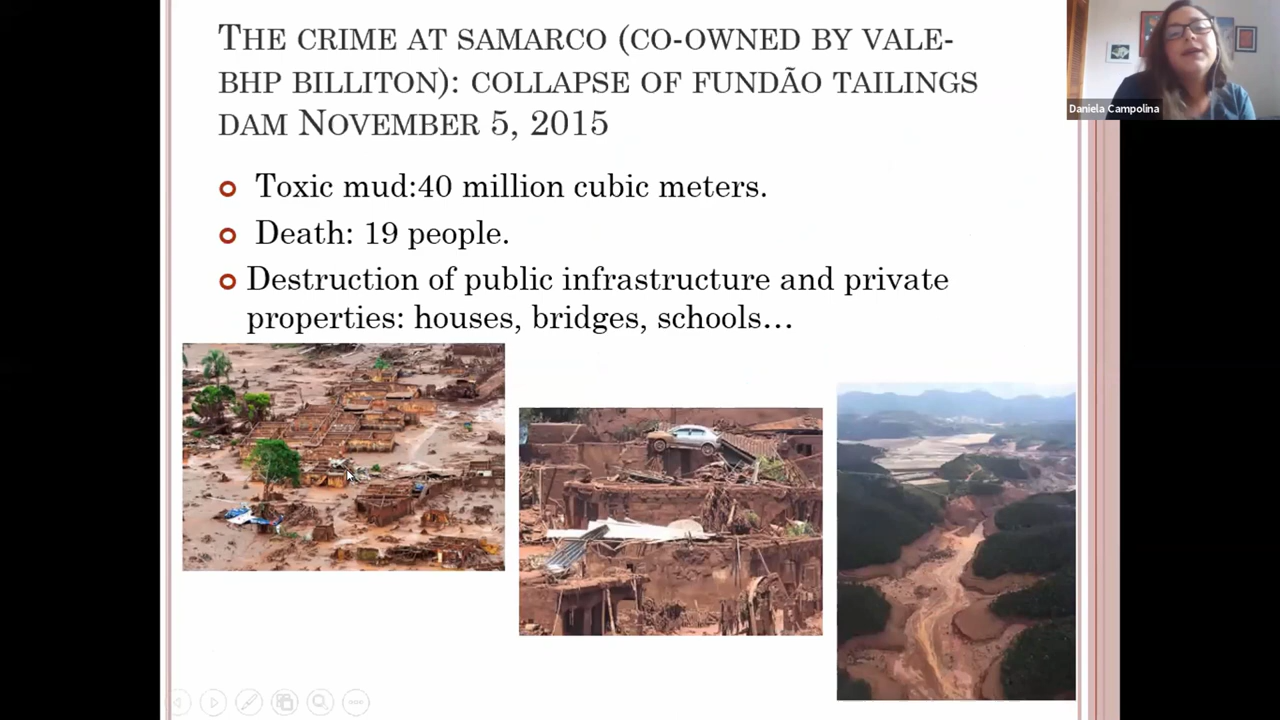 THE CRIME AT SAMARCO (CO-OWNED BY VALE-
BHP BILLITON): COLLAPSE OF FUNDÃO TAILINGS
DAM NOVEMBER 5, 2015
Toxic mud:40 million cubic meters.
Death: 19 people.
Destruction of public infrastructure and private
properties: houses, bridges, schools...
Daniela Campolina